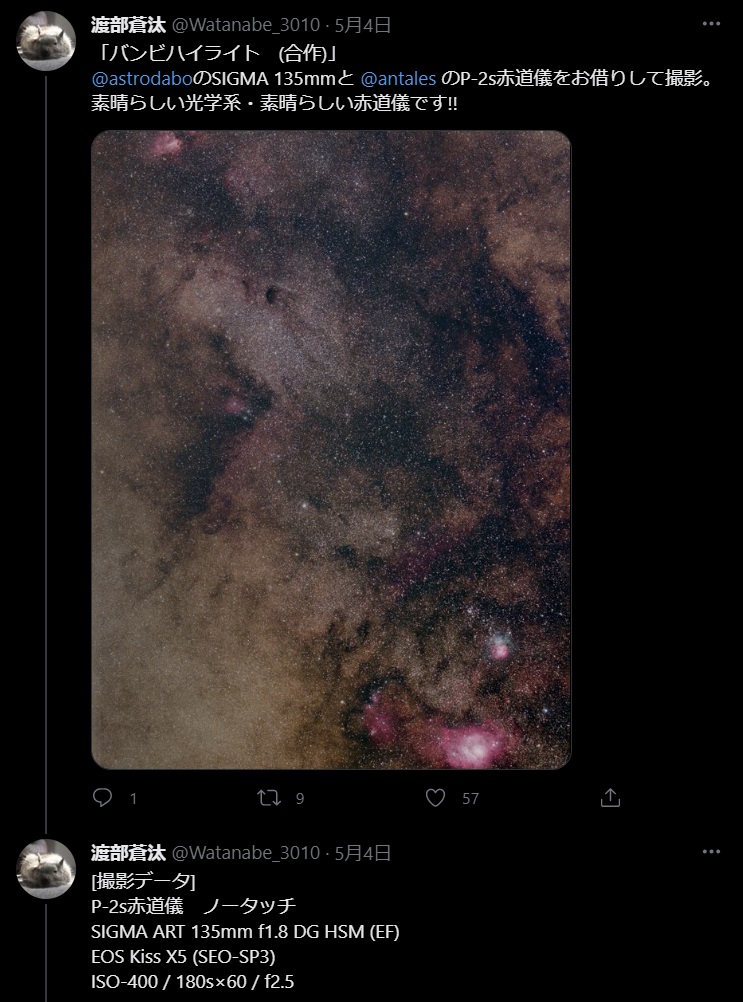 渡部蒼汰 @Watanabe_3010 · 5月4日
「バンビハイライト　(合作)」
@astrodaboのSIGMA 135mmと @antales のP-2s赤道儀をお借りして撮影。
素晴らしい光学系・素晴らしい赤道儀です!!
1 9 57
渡部蒼汰 @Watanabe_3010 · 5月4日
[撮影データ]
P-2s赤道儀　ノータッチ
SIGMA ART 135mm f1.8 DG HSM (EF)
EOS Kiss X5 (SEO-SP3)
ISO-400 / 180s×60 / f2.5